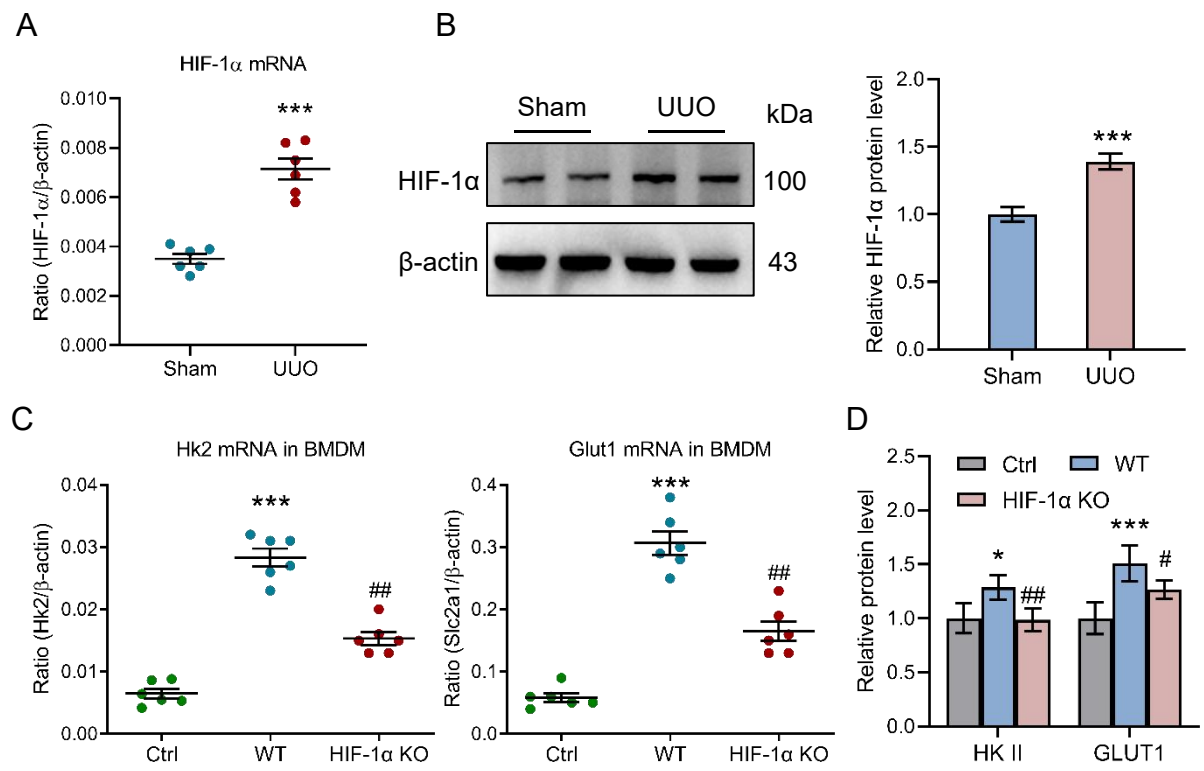 A
HIF-1α mRNA
Ratio (HIF-1α/β-actin)
0.010
0.008
0.006
0.004
0.002
0.000
***
Sham
UUO
B
Sham
UUO
kDa
HIF-1α
100
β-actin
43
Relative HIF-1α protein level
2.0
1.5
1.0
0.5
0.0
***
Sham
UUO
C
Hk2 mRNA in BMDM
Ratio (Hk2/β-actin)
0.04
0.03
0.02
0.01
0.00
***
##
Ctrl
WT
HIF-1α KO
Glut1 mRNA in BMDM
Ratio (Slc2a1/β-actin)
0.4
0.3
0.2
0.1
0.0
***
##
Ctrl
WT
HIF-1α KO
D
Relative protein level
2.5
2.0
1.5
1.0
0.5
0.0
Ctrl
WT
HIF-1α KO
*
##
***
#
HK II
GLUT1